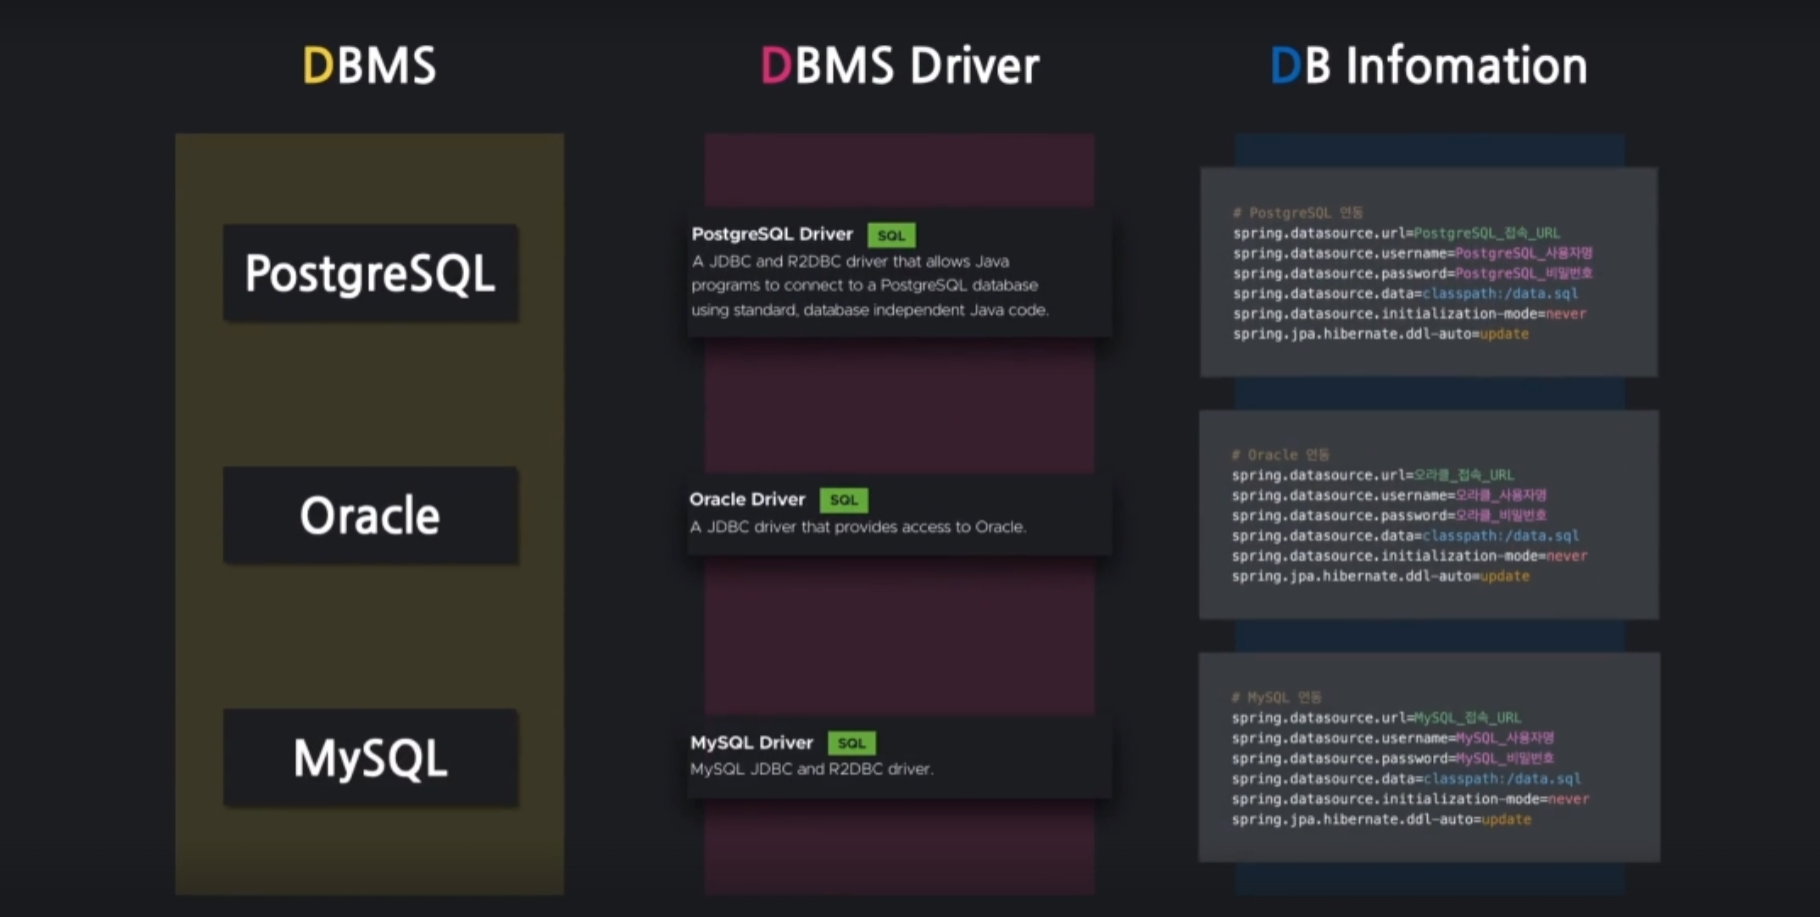 DBMS
PostgreSQL
Oracle
MySQL
DBMS Driver
PostgreSQL Driver SQL
A JDBC and R2DBC driver that allows Java
programs to connect to a PostgreSQL database
using standard, database independent Java code.
Oracle Driver SQL
A JDBC driver that provides access to Oracle.
MySQL Driver SQL
MySQL JDBC and R2DBC driver.
DB Infomation
# PostgreSQL 연동
spring.datasource.url=PostgreSQL_접속_URL
spring.datasource.username=PostgreSQL_사용자명
spring.datasource.password=PostgreSQL_비밀번호
spring.datasource.data=classpath:/data.sql
spring.datasource.initialization-mode=never
spring.jpa.hibernate.ddl-auto=update
# Oracle 연동
spring.datasource.url=오라클_접속_URL
spring.datasource.username=오라클_사용자명
spring.datasource.password=오라클_비밀번호
spring.datasource.data=classpath:/data.sql
spring.datasource.initialization-mode=never
spring.jpa.hibernate.ddl-auto=update
# MySQL 연동
spring.datasource.url=MySQL_접속_URL
spring.datasource.username=MySQL_사용자명
spring.datasource.password=MySQL_비밀번호
spring.datasource.data=classpath:/data.sql
spring.datasource.initialization-mode=never
spring.jpa.hibernate.ddl-auto=update